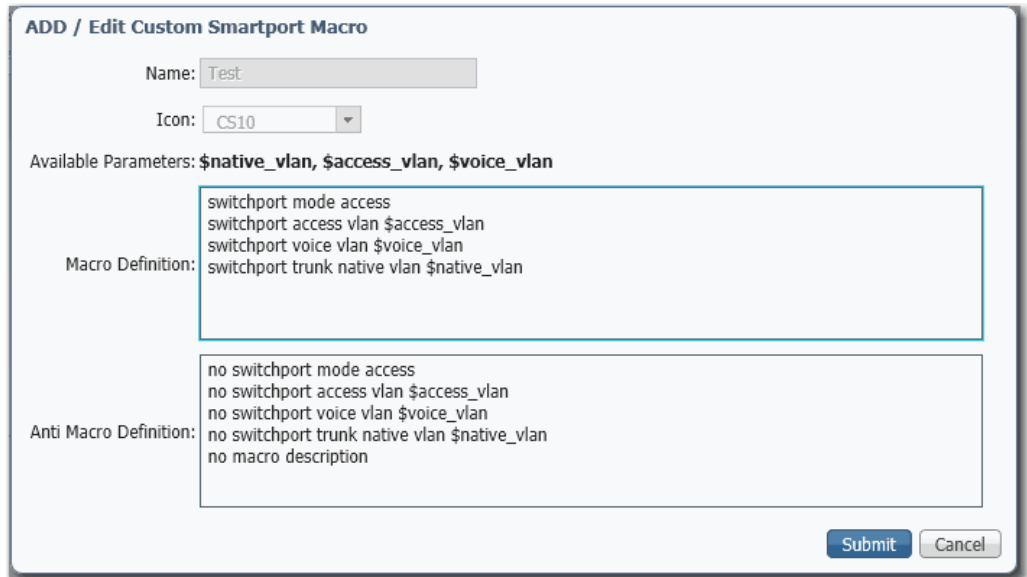 ADD / Edit Custom Smartport Macro
Name: Test
Icon: CS10
Available Parameters: $native_vlan, $access_vlan, $voice_vlan
switchport mode access
switchport access vlan $access_vlan
switchport voice vlan $voice_vlan
Macro Definition: switchport trunk native vlan $native_vlan
no switchport mode access
no switchport access vlan $access_vlan
no switchport voice vlan $voice_vlan
Anti Macro Definition: no switchport trunk native vlan $native_vlan
no macro description
Submit Cancel